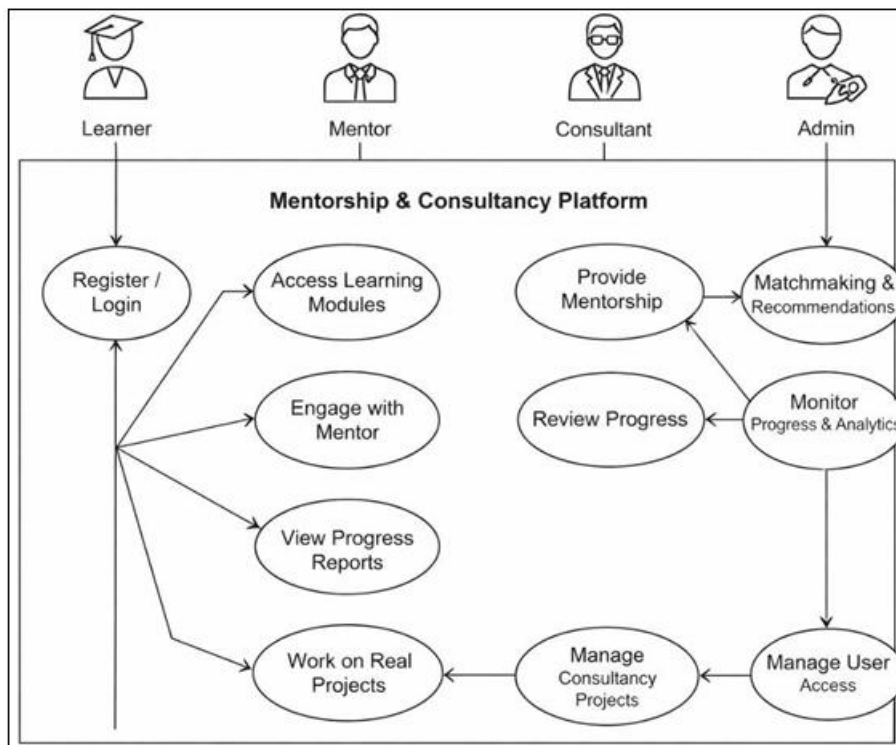 Learner
Mentor
Consultant
Admin
Mentorship & Consultancy Platform
Register /
Login
Access Learning
Modules
Provide
Mentorship
Matchmaking &
Recommendations
Engage with
Mentor
Review Progress
Monitor
Progress & Analytics
View Progress
Reports
Work on Real
Projects
Manage
Consultancy
Projects
Manage User
Access